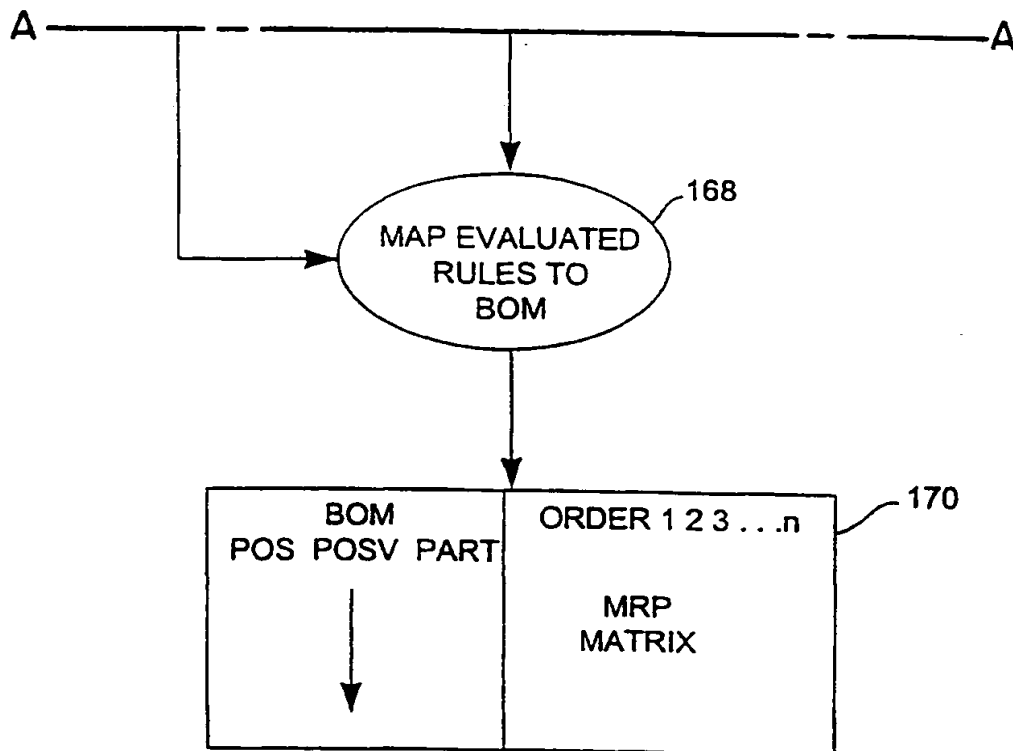 A A
168
MAP EVALUATED
RULES TO
BOM
170
BOM
POS POSV PART
ORDER 1 2 3 . . .n
MRP
MATRIX